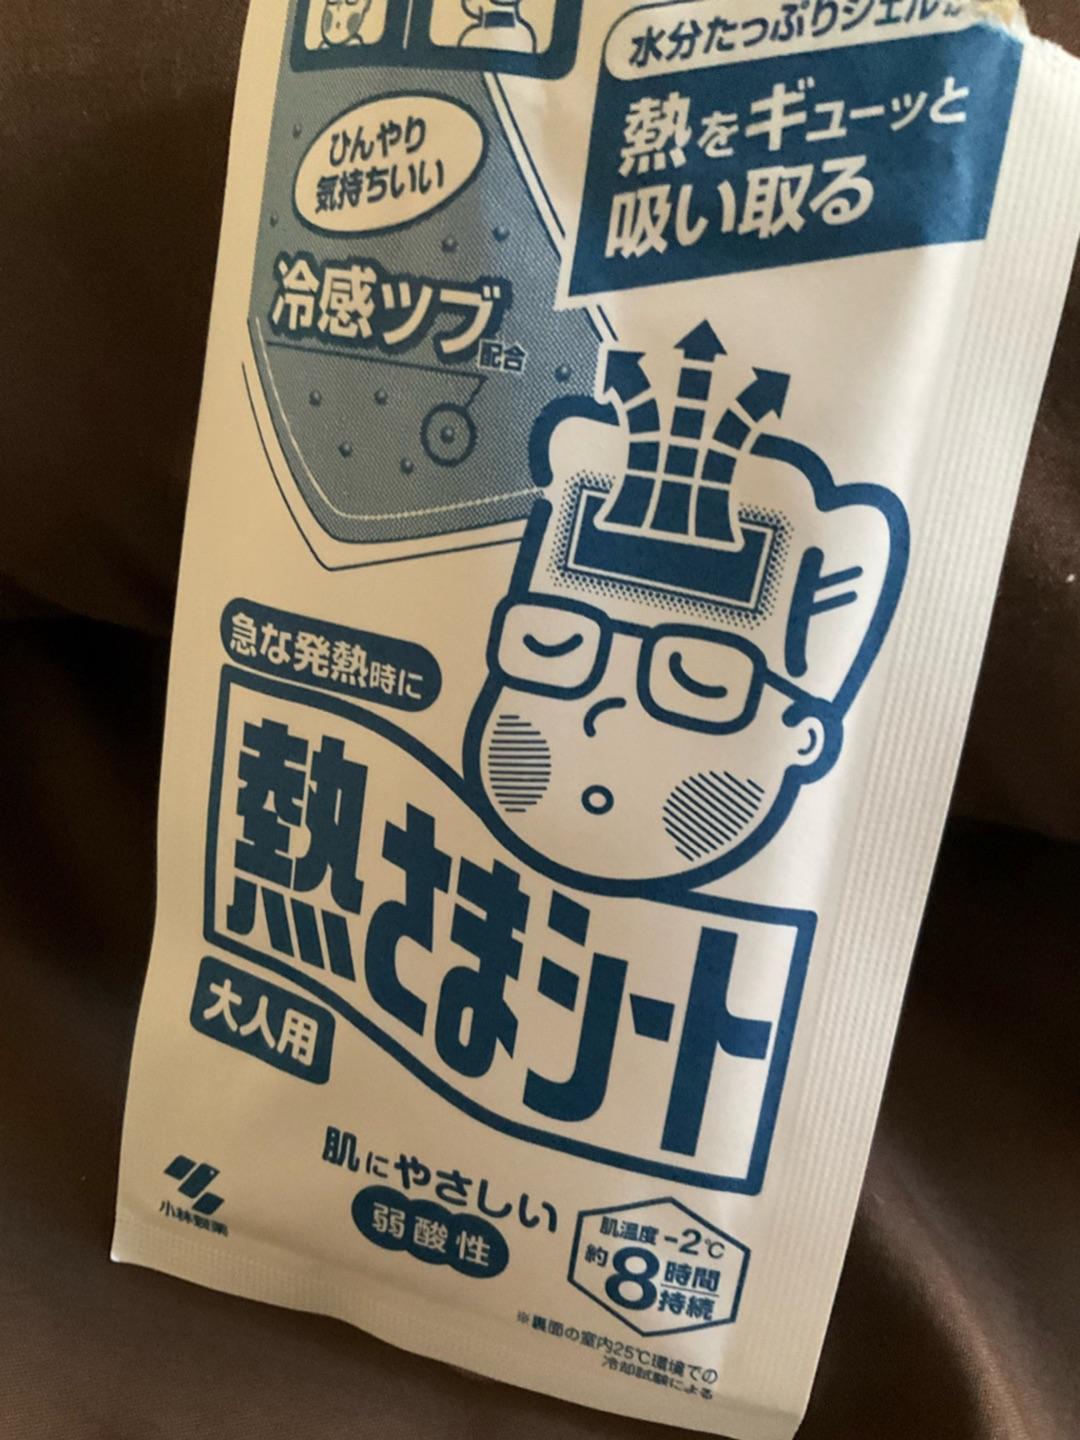 水分たっぷりジェルが
熱をギューッと
吸い取る
ひんやり
気持ちいい
冷感ツブ
配合
急な発熱時に
熱さまシート
大人用
肌にやさしい
弱酸性
小林製薬
肌温度-2℃
約8時間
持続
※裏面の室内25℃環境での
冷却試験による